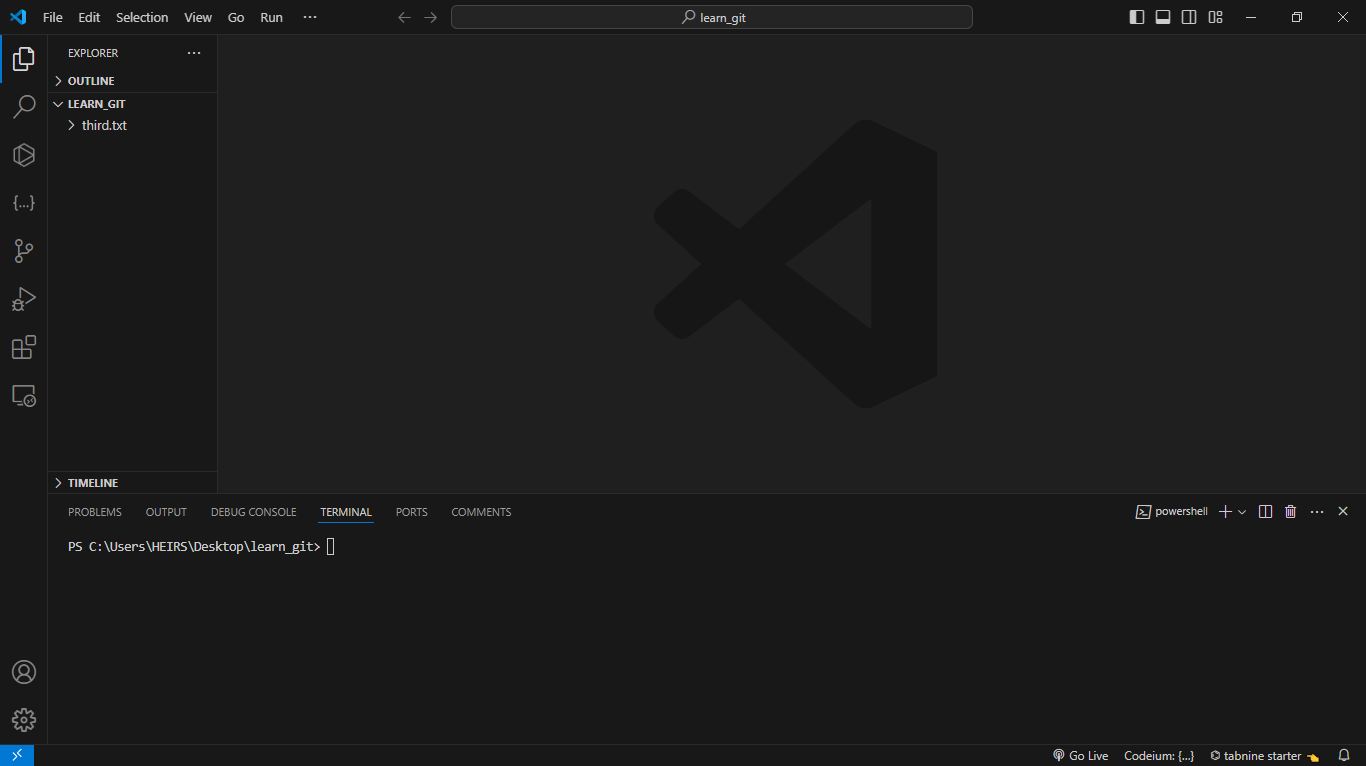 File Edit Selection View Go Run ···
learn_git
EXPLORER ···
OUTLINE
LEARN_GIT
third.txt
TIMELINE
PROBLEMS OUTPUT DEBUG CONSOLE TERMINAL PORTS COMMENTS
powershell ···
PS C:\Users\HEIRS\Desktop\learn_git>
Go Live Codeium: {...} tabnine starter